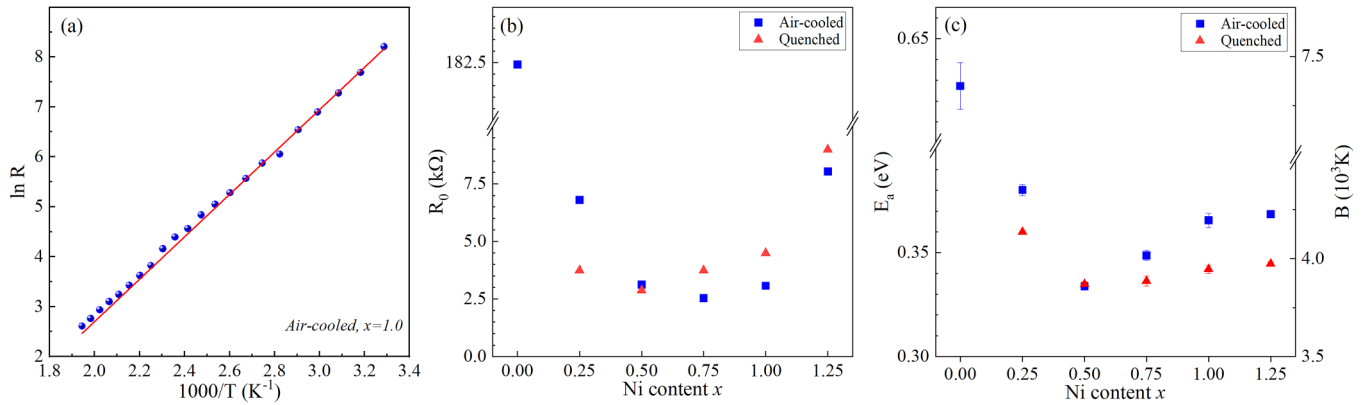 (a)
8
7
6
5
4
3
2
ln R
Air-cooled, x=1.0
2.0 2.2 2.4 2.6 2.8 3.0 3.2 3.4
1000/T (K⁻¹)
(b)
Air-cooled
Quenched
182.5
7.5
5.0
2.5
0.0
R₀ (kΩ)
0.00 0.25 0.50 0.75 1.00 1.25
Ni content x
(c)
Air-cooled
Quenched
0.65
0.35
0.30
Eₐ (eV)
7.5
4.0
3.5
B (10³K)
0.00 0.25 0.50 0.75 1.00 1.25
Ni content x